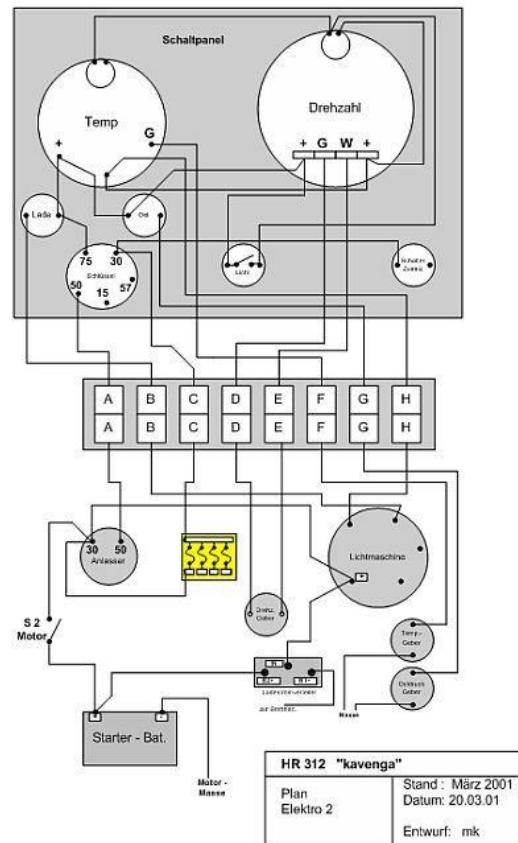 Schaltpanel
Temp
Drehzahl
+
G
+ G W +
Lade
Oel
75 30
Schlüssel
50
15
57
Licht
A B C D E F G H
A B C D E F G H
30 50
Anlasser
Lichtmaschine
+
S 2
Motor
Drehz.
Geber
Temp-
Geber
Öldruck
Geber
Masse
+ -
Starter - Bat.
Motor -
Masse
HR 312 "kavenga"
Plan
Elektro 2
Stand : März 2001
Datum: 20.03.01
Entwurf: mk